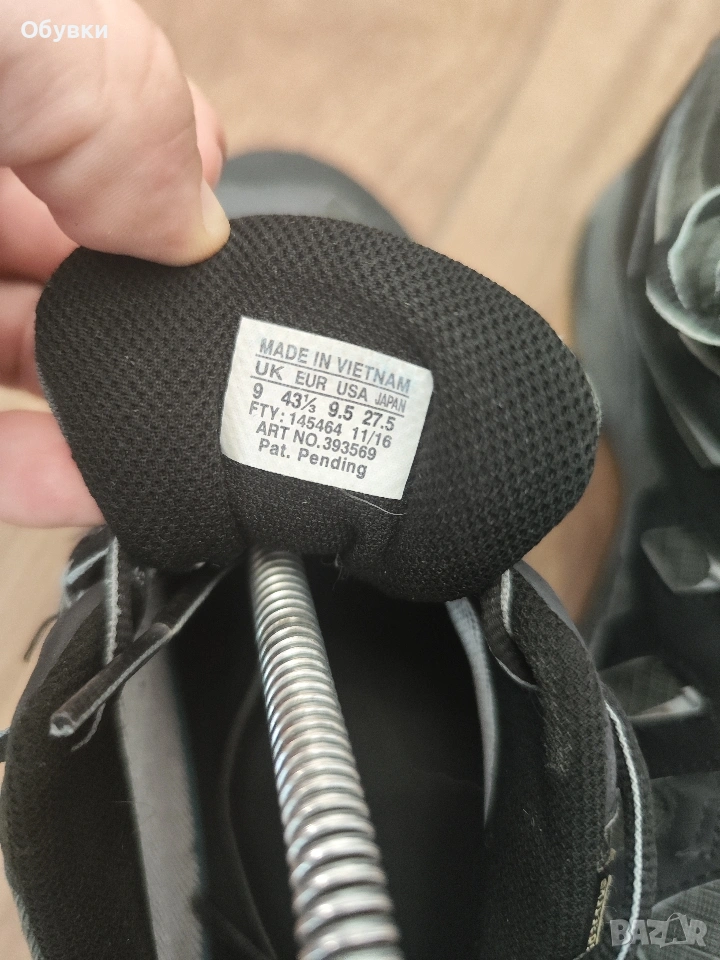 Обувки
MADE IN VIETNAM
UK EUR USA JAPAN
9 43⅓ 9.5 27.5
FTY: 145464 11/16
ART NO.393569
Pat. Pending
BAZAR